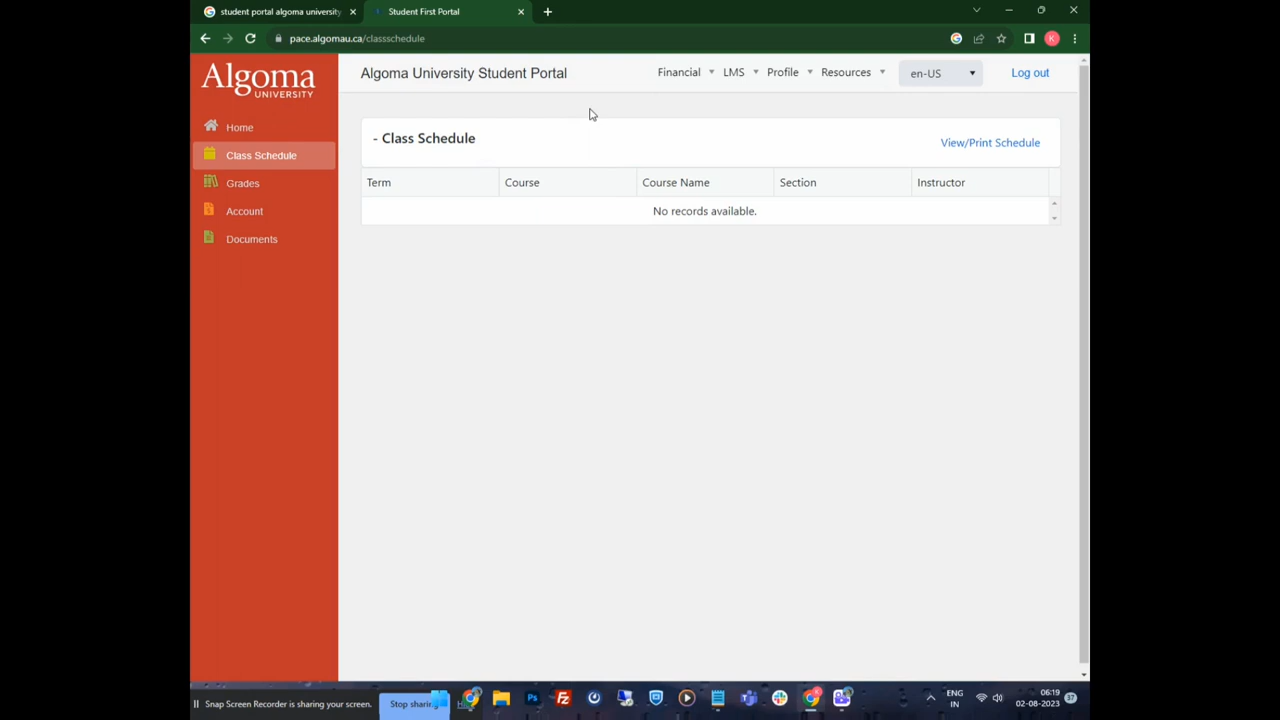 student portal algoma university
Student First Portal
pace.algomau.ca/classschedule
K
Algoma
UNIVERSITY
Algoma University Student Portal
Financial
LMS
Profile
Resources
en-US
Log out
Home
Class Schedule
Grades
Account
Documents
- Class Schedule
View/Print Schedule
Term
Course
Course Name
Section
Instructor
No records available.
Snap Screen Recorder is sharing your screen.
Stop sharing
Ps
ENG
IN
06:19
02-08-2023
37